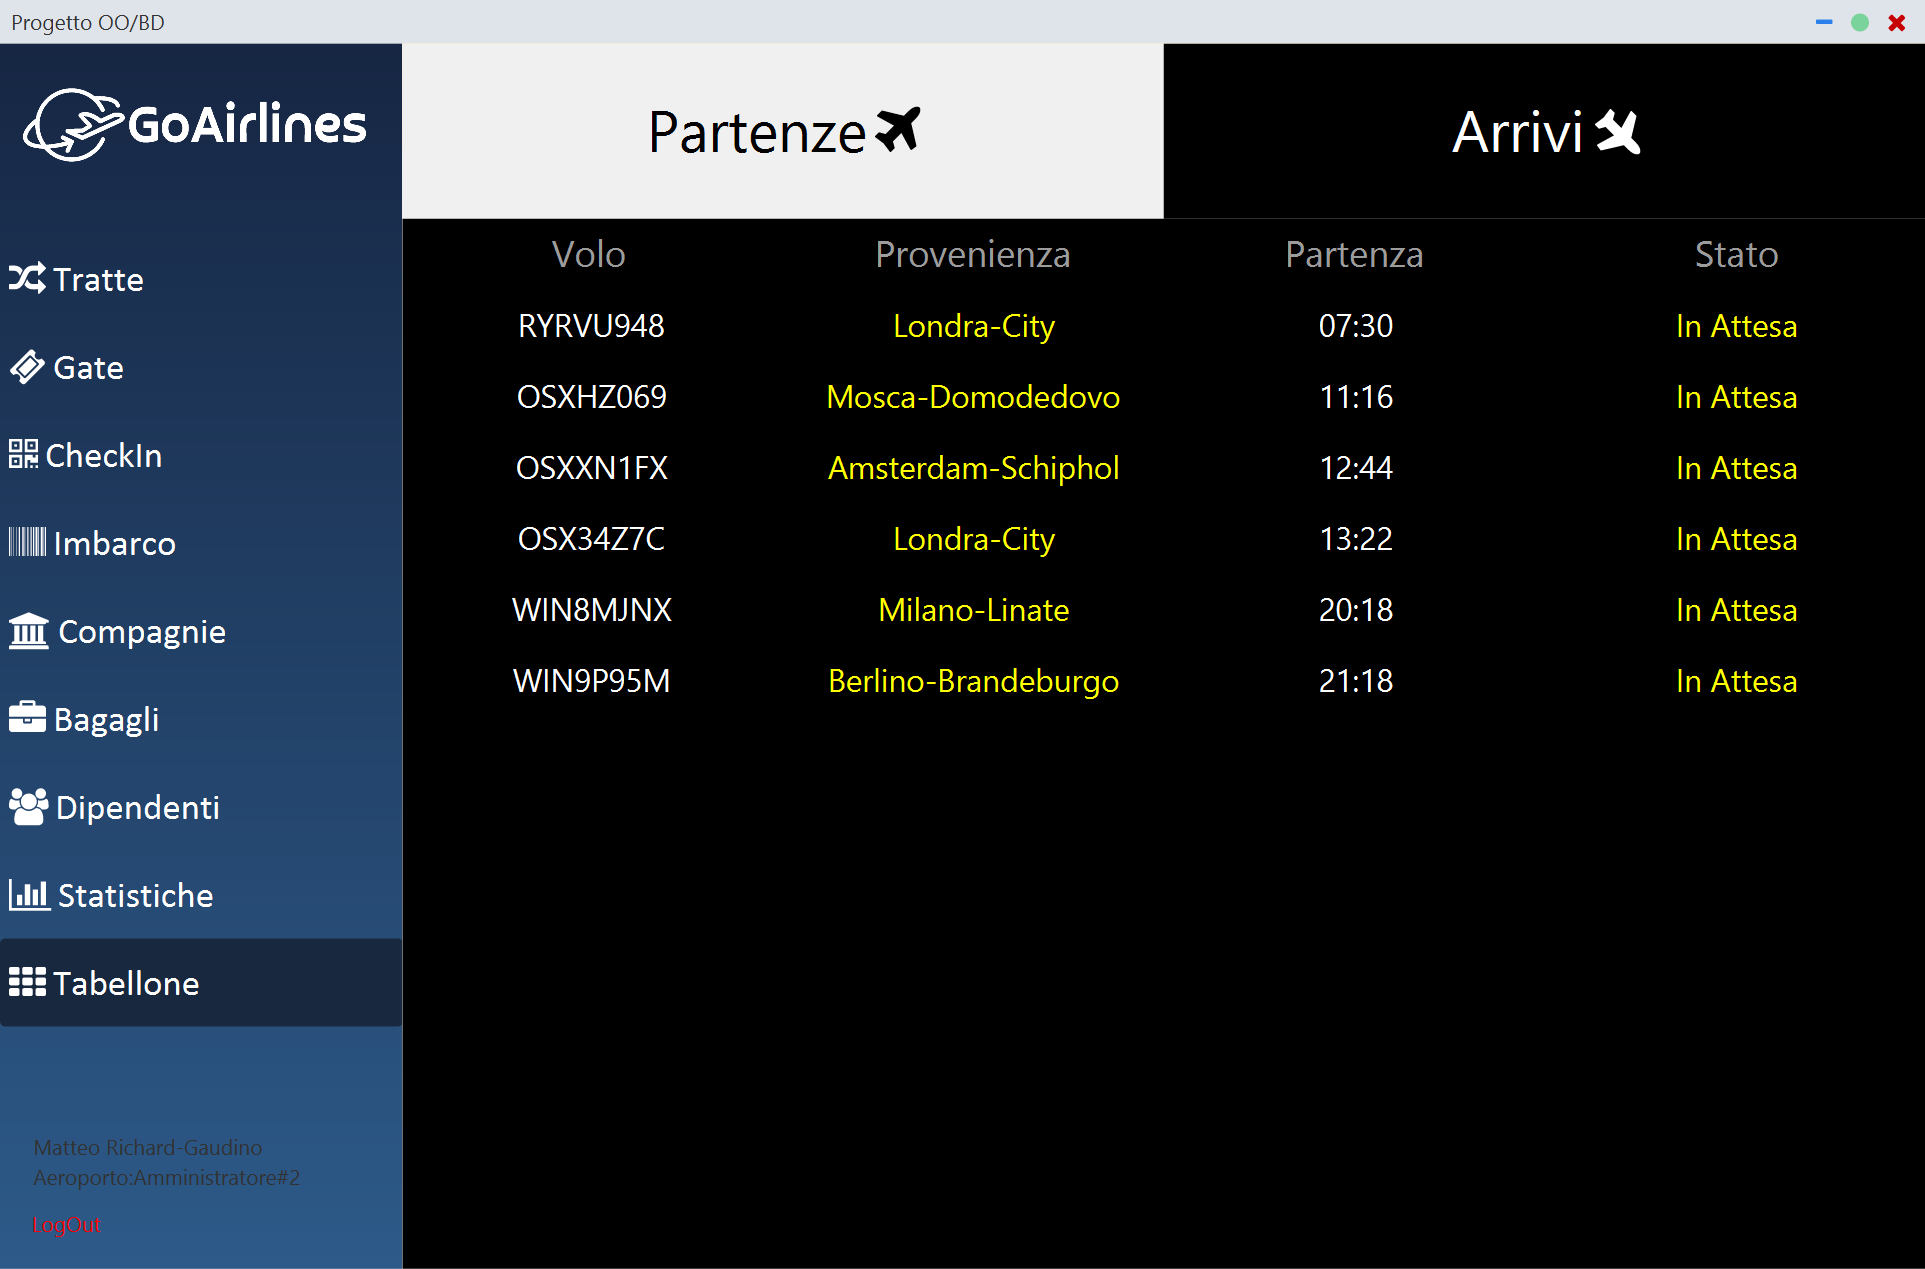 Progetto OO/BD
GoAirlines
Tratte
Gate
CheckIn
Imbarco
Compagnie
Bagagli
Dipendenti
Statistiche
Tabellone
Matteo Richard-Gaudino
Aeroporto:Amministratore#2
LogOut
Partenze
Arrivi
Volo Provenienza Partenza Stato
RYRVU948 Londra-City 07:30 In Attesa
OSXHZ069 Mosca-Domodedovo 11:16 In Attesa
OSXXN1FX Amsterdam-Schiphol 12:44 In Attesa
OSX34Z7C Londra-City 13:22 In Attesa
WIN8MJNX Milano-Linate 20:18 In Attesa
WIN9P95M Berlino-Brandeburgo 21:18 In Attesa